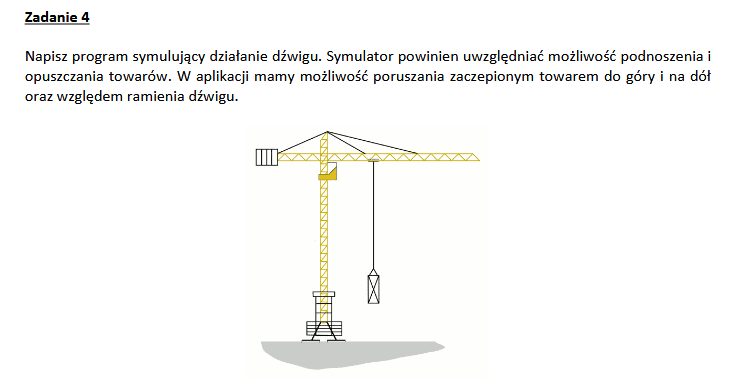 Zadanie 4
Napisz program symulujący działanie dźwigu. Symulator powinien uwzględniać możliwość podnoszenia i
opuszczania towarów. W aplikacji mamy możliwość poruszania zaczepionym towarem do góry i na dół
oraz względem ramienia dźwigu.